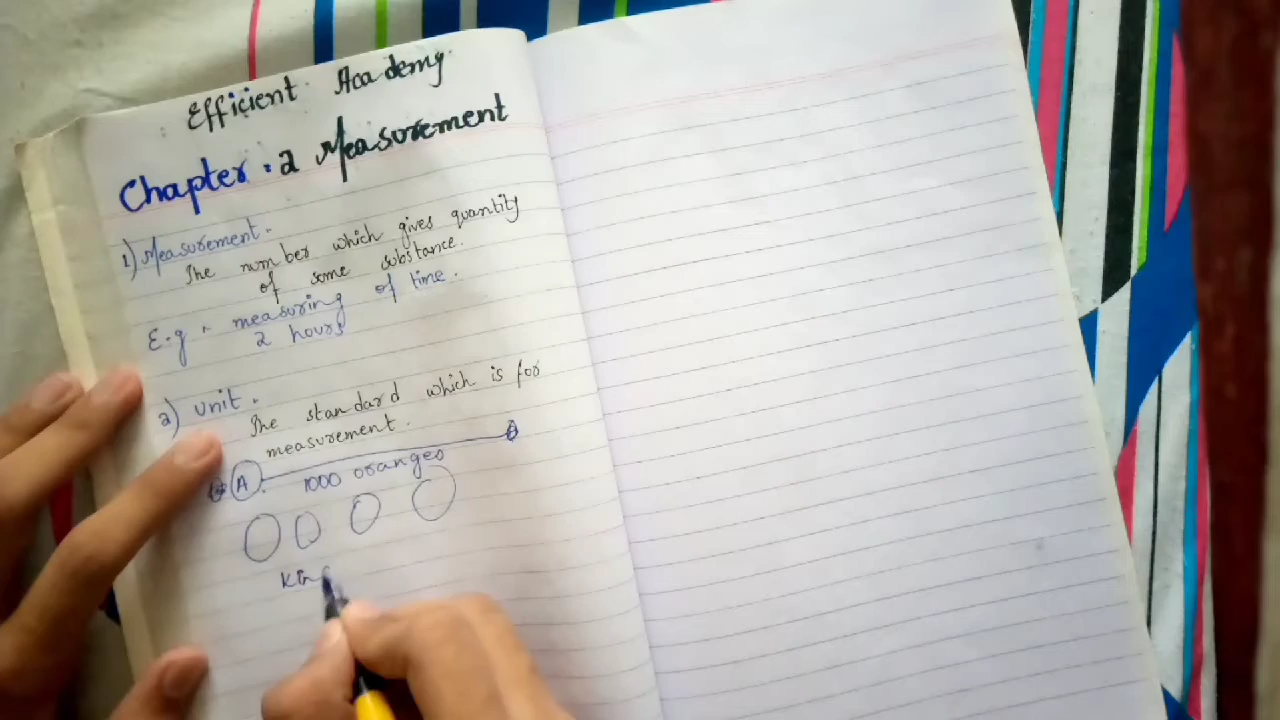 Efficient Academy
Chapter . 2 Measurement
1) Measurement.
The number which gives quantity
of some substance.
E.g. measuring of time.
2 hours
2) unit.
The standard which is for
measurement.
A
1000 oranges